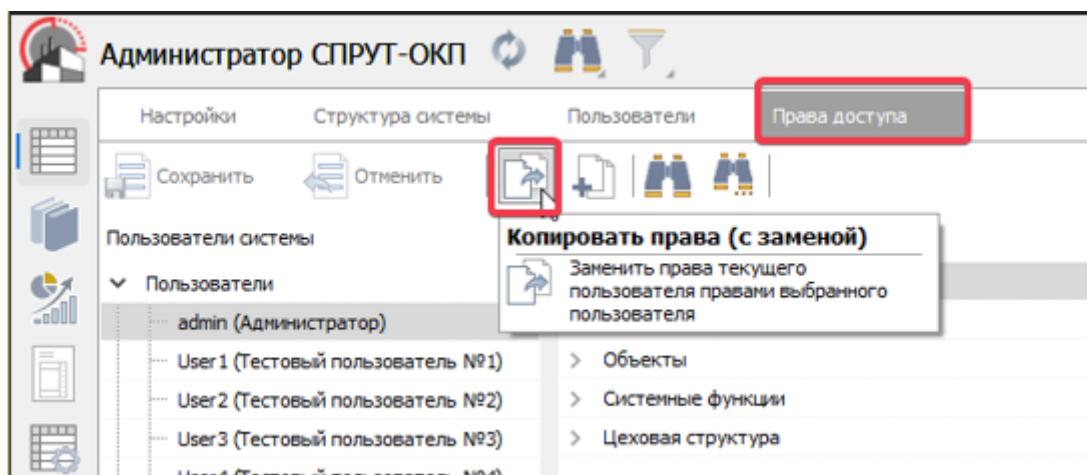 Администратор СПРУТ-ОКП
Настройки Структура системы Пользователи Права доступа
Сохранить Отменить
Пользователи системы
Копировать права (с заменой)
Заменить права текущего
пользователя правами выбранного
пользователя
Пользователи
admin (Администратор)
User1 (Тестовый пользователь №1) Объекты
User2 (Тестовый пользователь №2) Системные функции
User3 (Тестовый пользователь №3) Цеховая структура